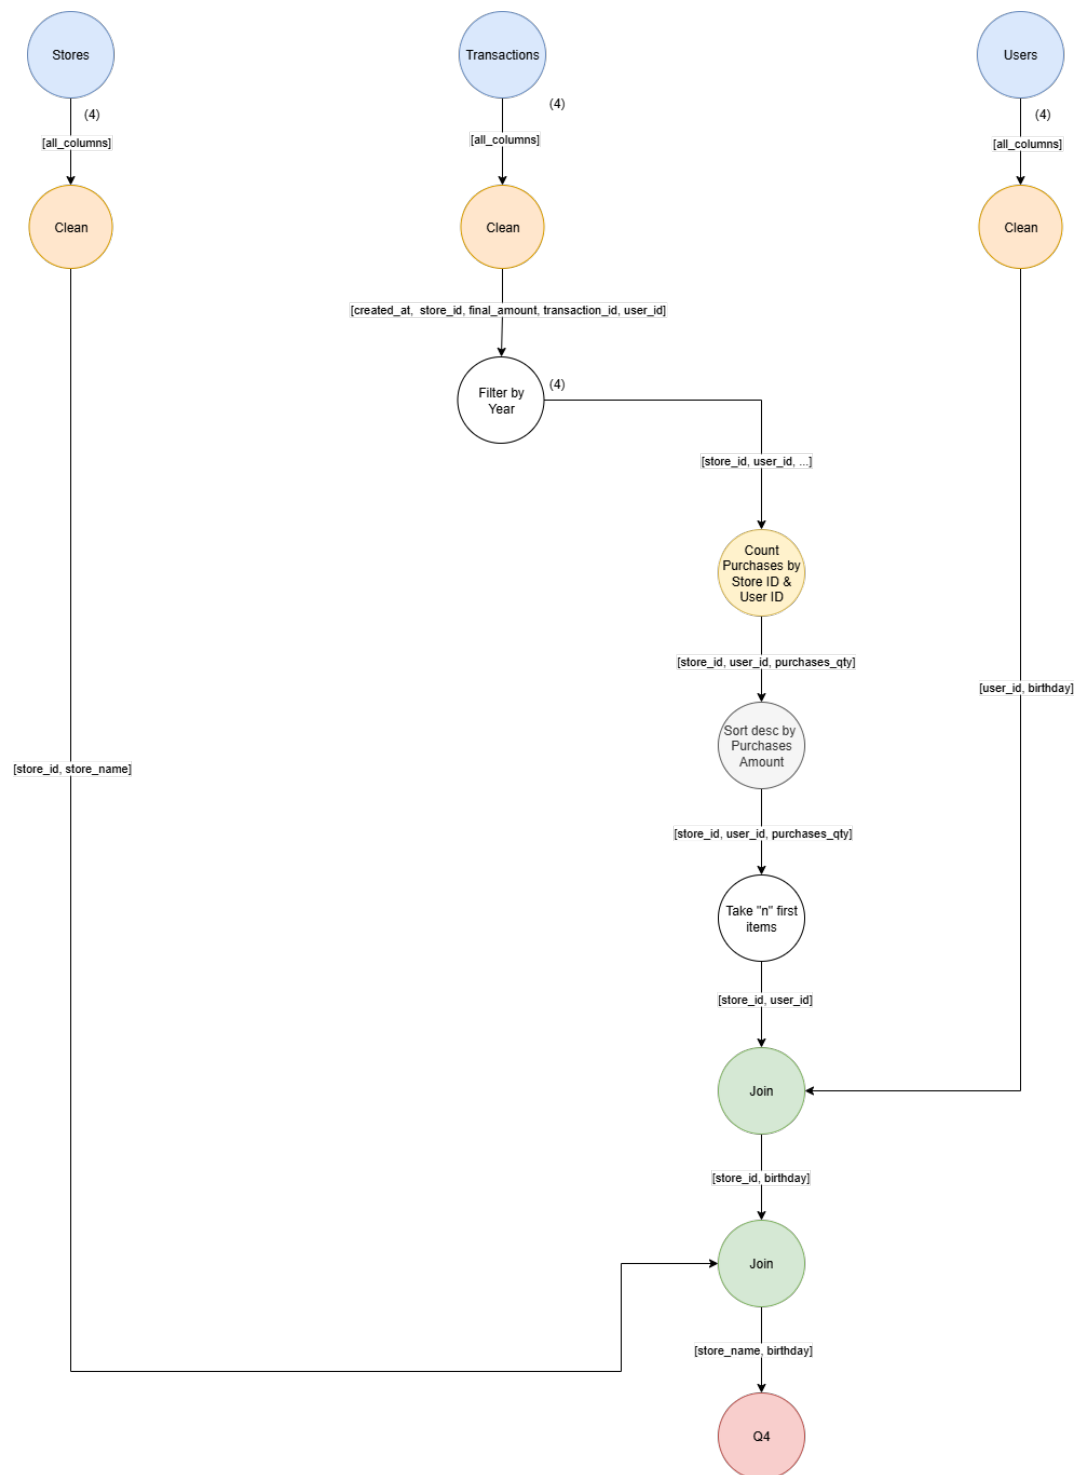 Stores
Transactions
Users
(4)
(4)
(4)
[all_columns]
[all_columns]
[all_columns]
Clean
Clean
Clean
[created_at, store_id, final_amount, transaction_id, user_id]
Filter by
Year
(4)
[store_id, user_id, ...]
Count
Purchases by
Store ID &
User ID
[store_id, user_id, purchases_qty]
[user_id, birthday]
Sort desc by
Purchases
Amount
[store_id, store_name]
[store_id, user_id, purchases_qty]
Take "n" first
items
[store_id, user_id]
Join
[store_id, birthday]
Join
[store_name, birthday]
Q4